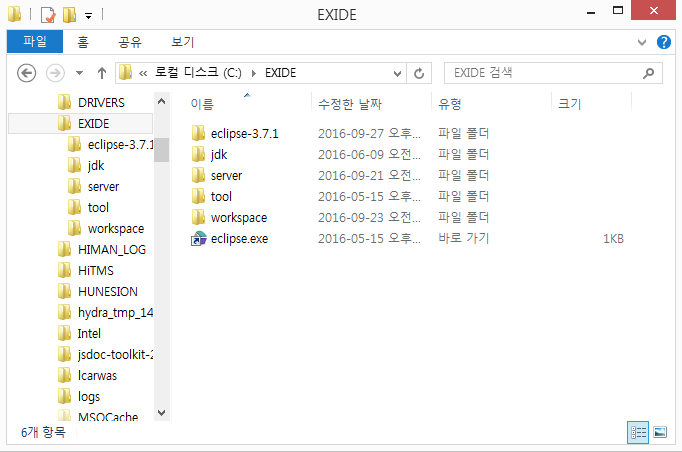 EXIDE
파일 홈 공유 보기
« 로컬 디스크 (C:) EXIDE EXIDE 검색
이름 수정한 날짜 유형 크기
DRIVERS
EXIDE
eclipse-3.7.1
jdk
server
tool
workspace
HIMAN_LOG
HiTMS
HUNESION
hydra_tmp_14
Intel
jsdoc-toolkit-2
lcarwas
logs
MSOCache
eclipse-3.7.1 2016-09-27 오후... 파일 폴더
jdk 2016-06-09 오전... 파일 폴더
server 2016-09-21 오전... 파일 폴더
tool 2016-05-15 오후... 파일 폴더
workspace 2016-09-23 오전... 파일 폴더
eclipse.exe 2016-05-15 오후... 바로 가기 1KB
6개 항목